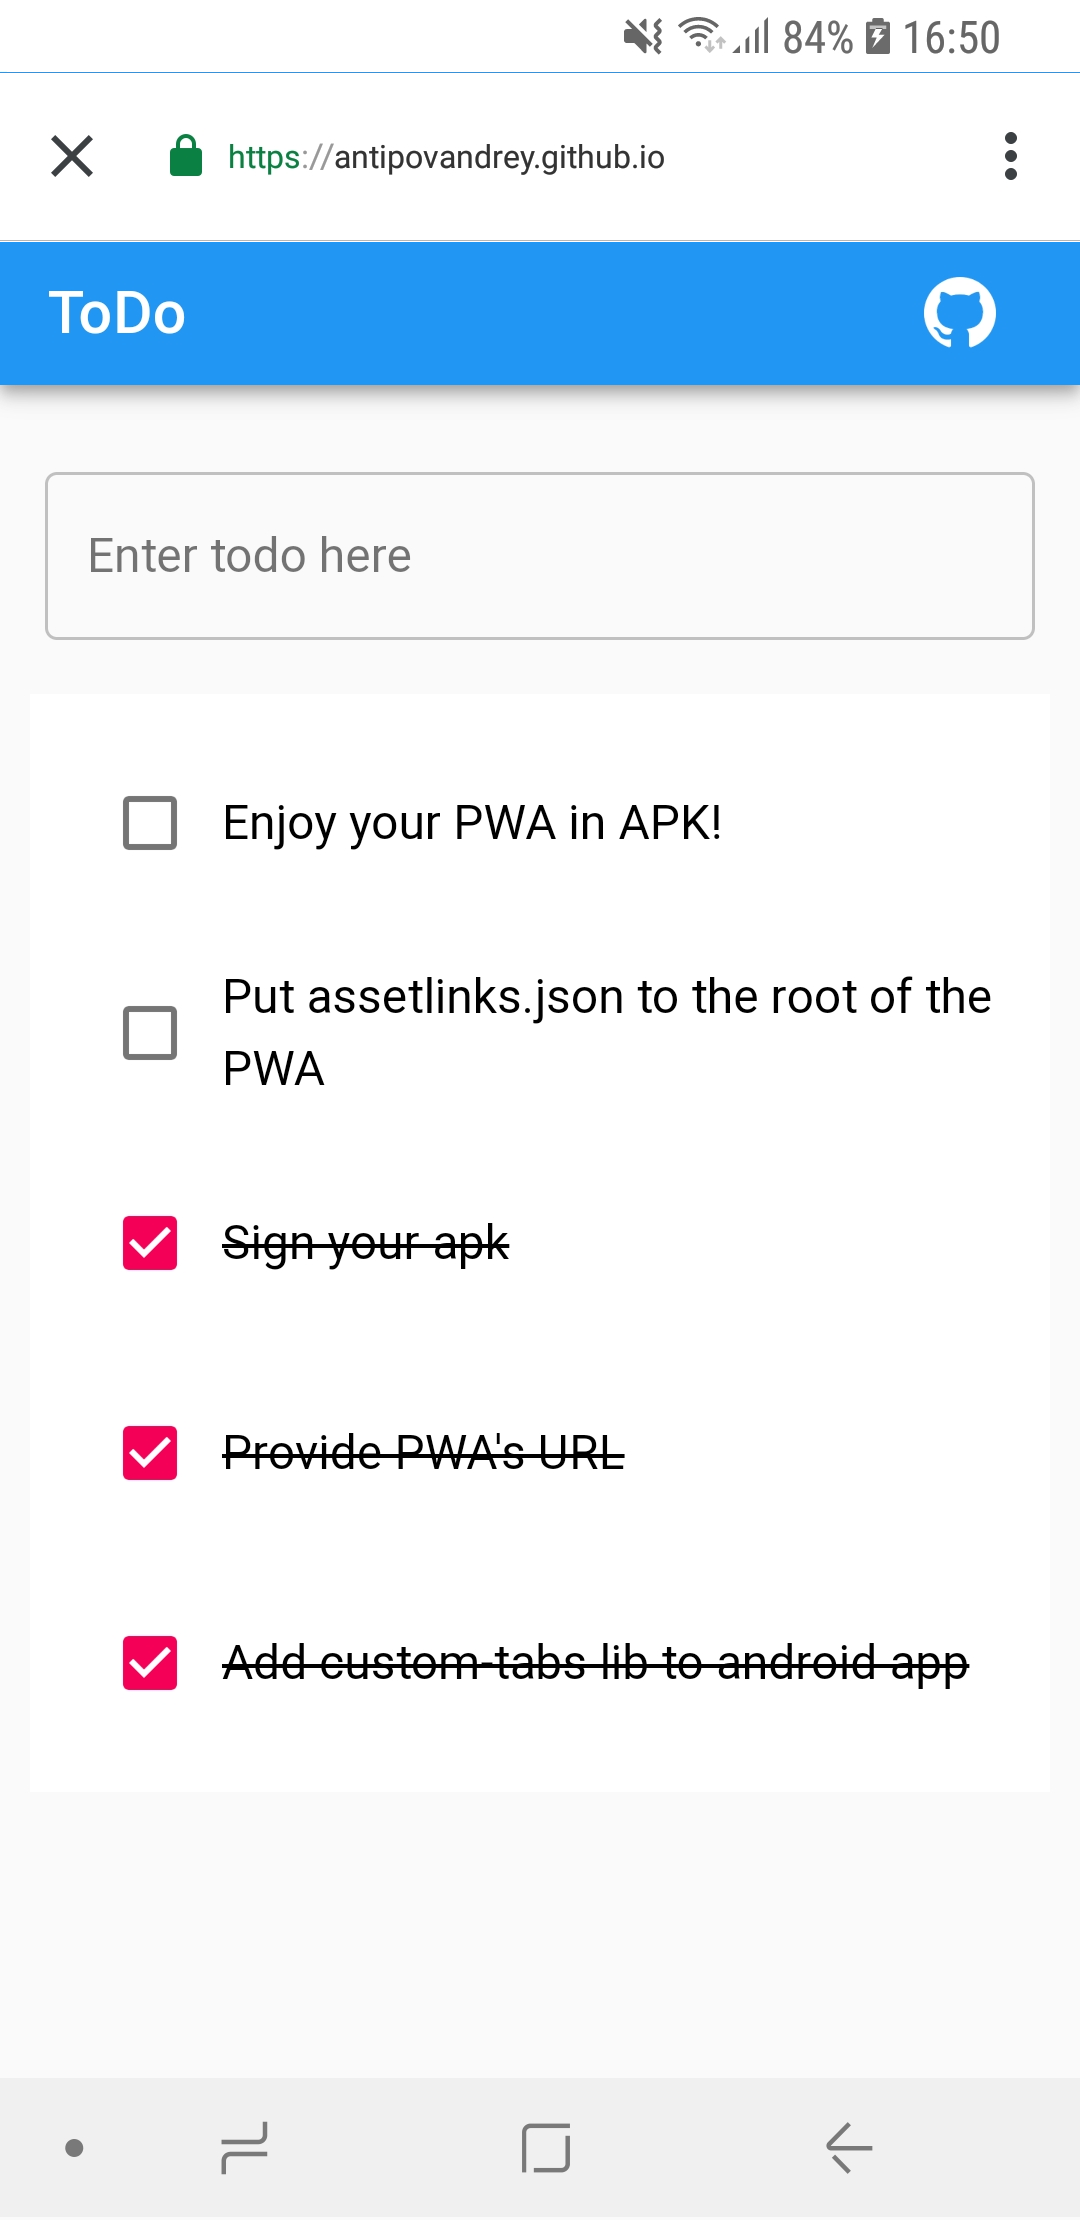 84% 16:50
https://antipovandrey.github.io
ToDo
Enter todo here
Enjoy your PWA in APK!
Put assetlinks.json to the root of the
PWA
Sign your apk
Provide PWA's URL
Add custom-tabs lib to android app